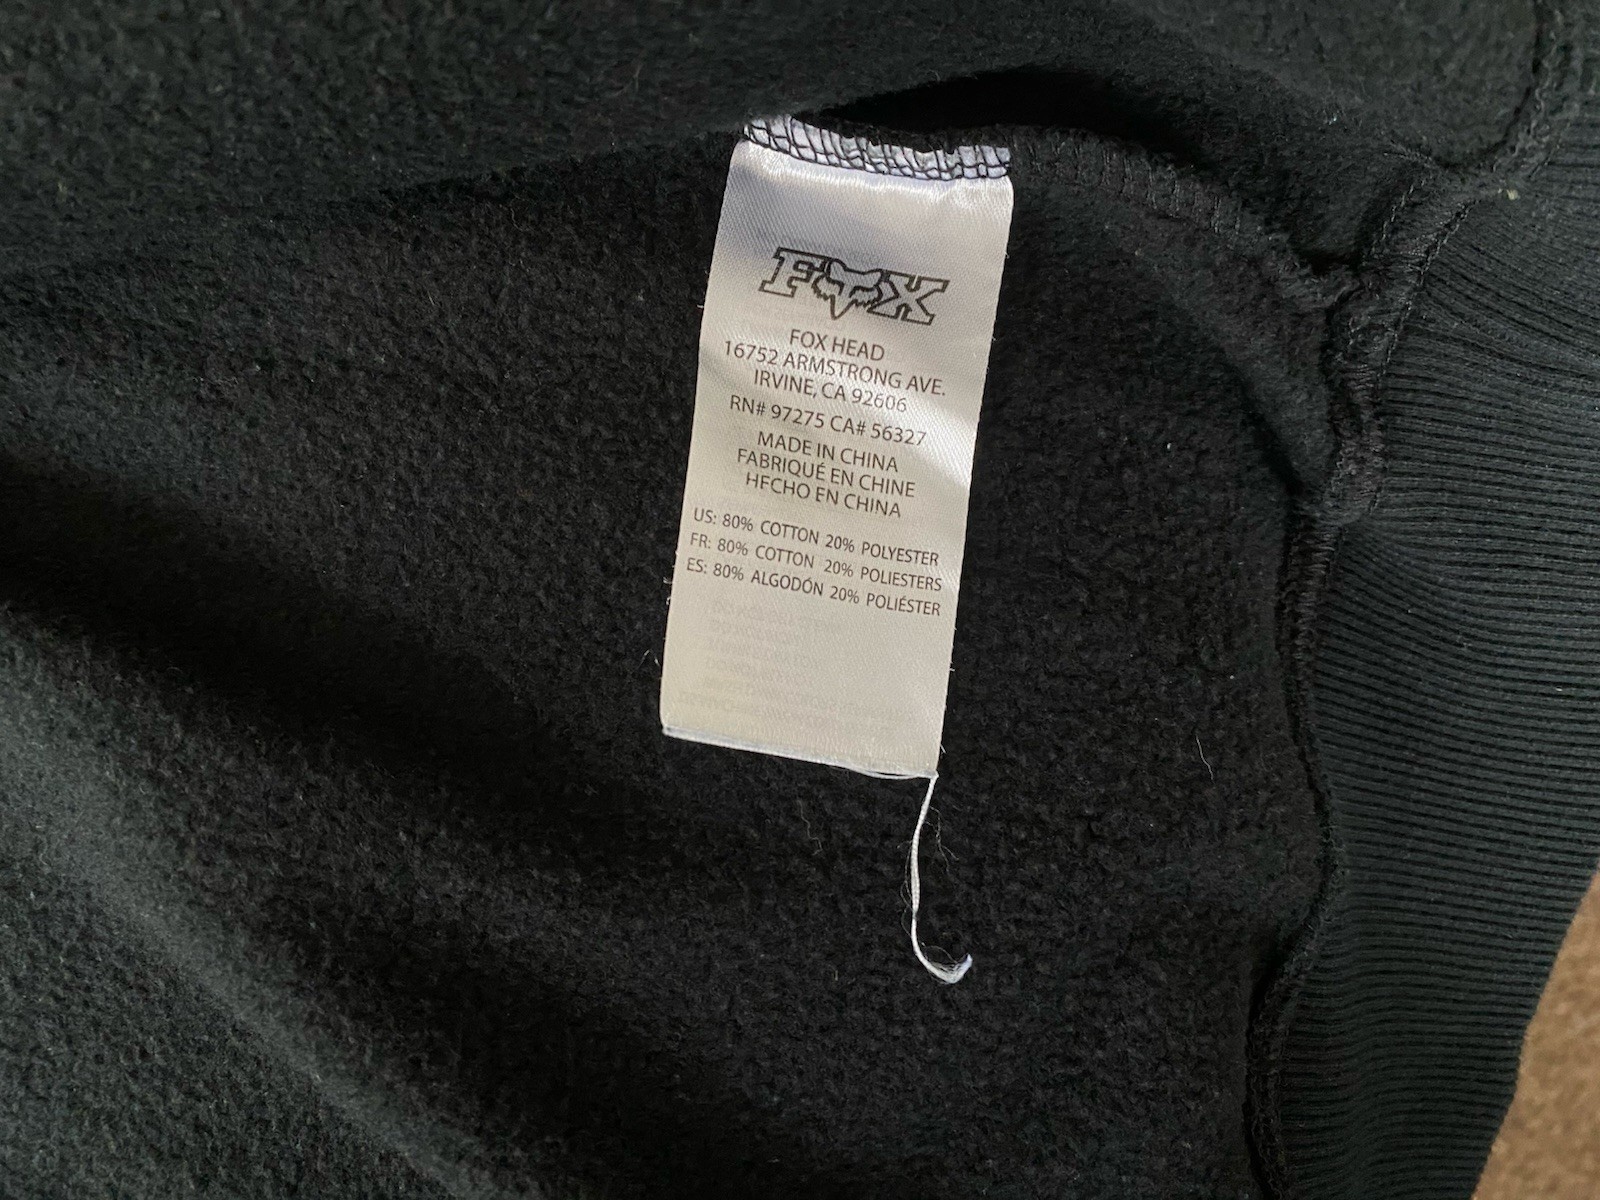 FOX
FOX HEAD
16752 ARMSTRONG AVE.
IRVINE, CA 92606
RN# 97275 CA# 56327
MADE IN CHINA
FABRIQUÉ EN CHINE
HECHO EN CHINA
US: 80% COTTON 20% POLYESTER
FR: 80% COTTON 20% POLIESTERS
ES: 80% ALGODÓN 20% POLIÉSTER